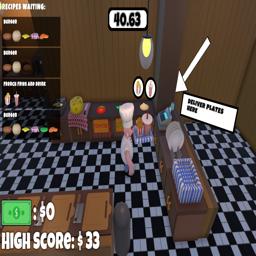 RECIPES WAITING:
40.63
BURGER
BURGER
FRENCH FRIES AND DRINK
BURGER
DELIVER PLATES
HERE
: $0
HIGH SCORE: $ 33